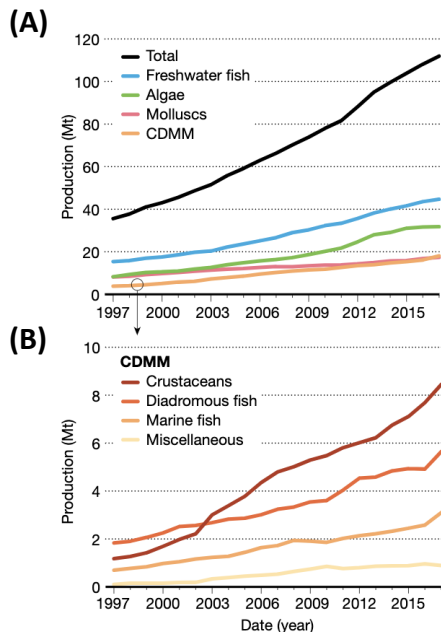 (A)
120
100
80
60
40
20
0
Production (Mt)
Total
Freshwater fish
Algae
Molluscs
CDMM
1997 2000 2003 2006 2009 2012 2015
(B)
10
8
6
4
2
0
Production (Mt)
CDMM
Crustaceans
Diadromous fish
Marine fish
Miscellaneous
1997 2000 2003 2006 2009 2012 2015
Date (year)